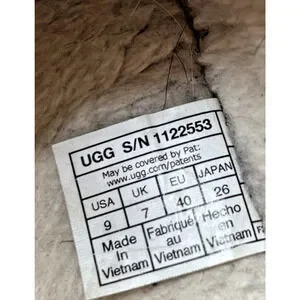 UGG S/N 1122553
May be covered by Pat:
www.ugg.com/patents
USA UK EU JAPAN
9 7 40 26
Made in Vietnam Fabriqué au Vietnam Hecho en Vietnam